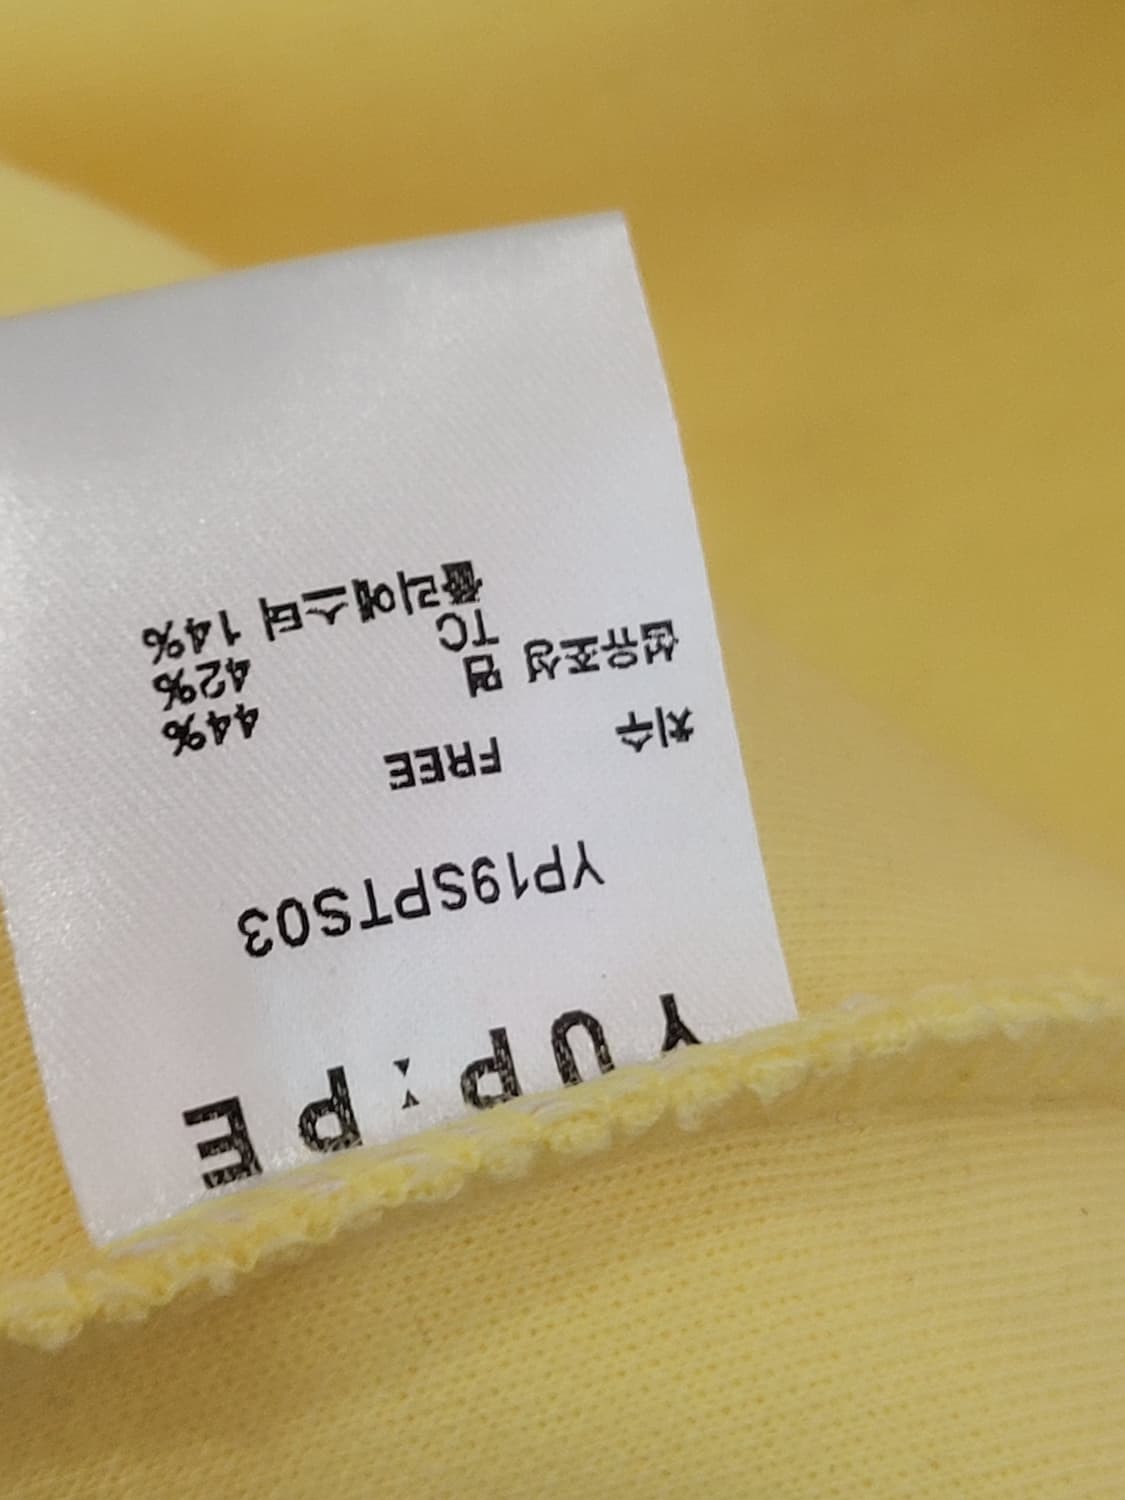 YUP:PE
YP19SPTS03
치수 FREE
섬유조성 면 44%
TC 42%
폴리에스터 14%